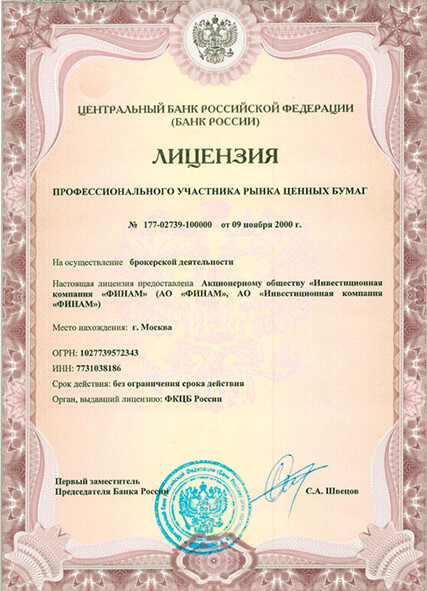 ЦЕНТРАЛЬНЫЙ БАНК РОССИЙСКОЙ ФЕДЕРАЦИИ
(БАНК РОССИИ)
ЛИЦЕНЗИЯ
ПРОФЕССИОНАЛЬНОГО УЧАСТНИКА РЫНКА ЦЕННЫХ БУМАГ
№ 177-02739-100000 от 09 ноября 2000 г.
На осуществление брокерской деятельности
Настоящая лицензия предоставлена Акционерному обществу «Инвестиционная
компания «ФИНАМ» (АО «ФИНАМ», АО «Инвестиционная компания
«ФИНАМ»)
Место нахождения: г. Москва
ОГРН: 1027739572343
ИНН: 7731038186
Срок действия: без ограничения срока действия
Орган, выдавший лицензию: ФКЦБ России
Первый заместитель
Председателя Банка России
С.А. Швецов